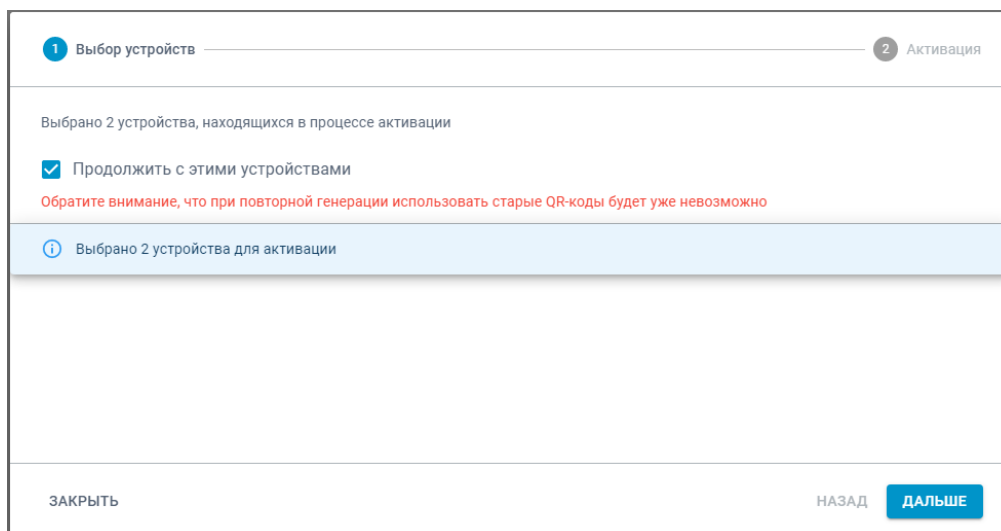 1 Выбор устройств 2 Активация
Выбрано 2 устройства, находящихся в процессе активации
Продолжить с этими устройствами
Обратите внимание, что при повторной генерации использовать старые QR-коды будет уже невозможно
Выбрано 2 устройства для активации
ЗАКРЫТЬ НАЗАД ДАЛЬШЕ